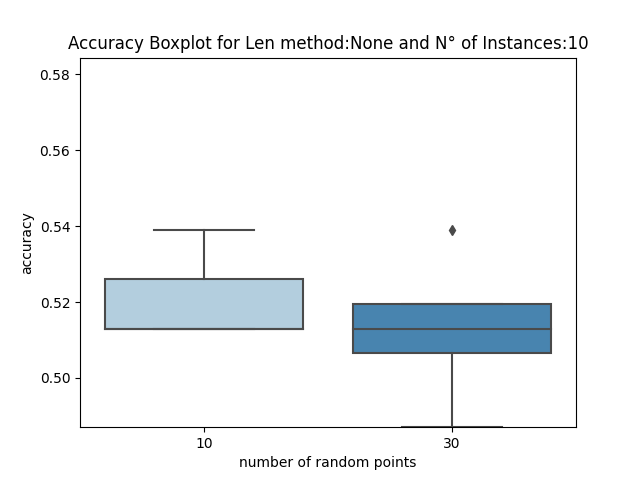 Accuracy Boxplot for Len method:None and N° of Instances:10
0.58
0.56
0.54
0.52
0.50
accuracy
10 30
number of random points